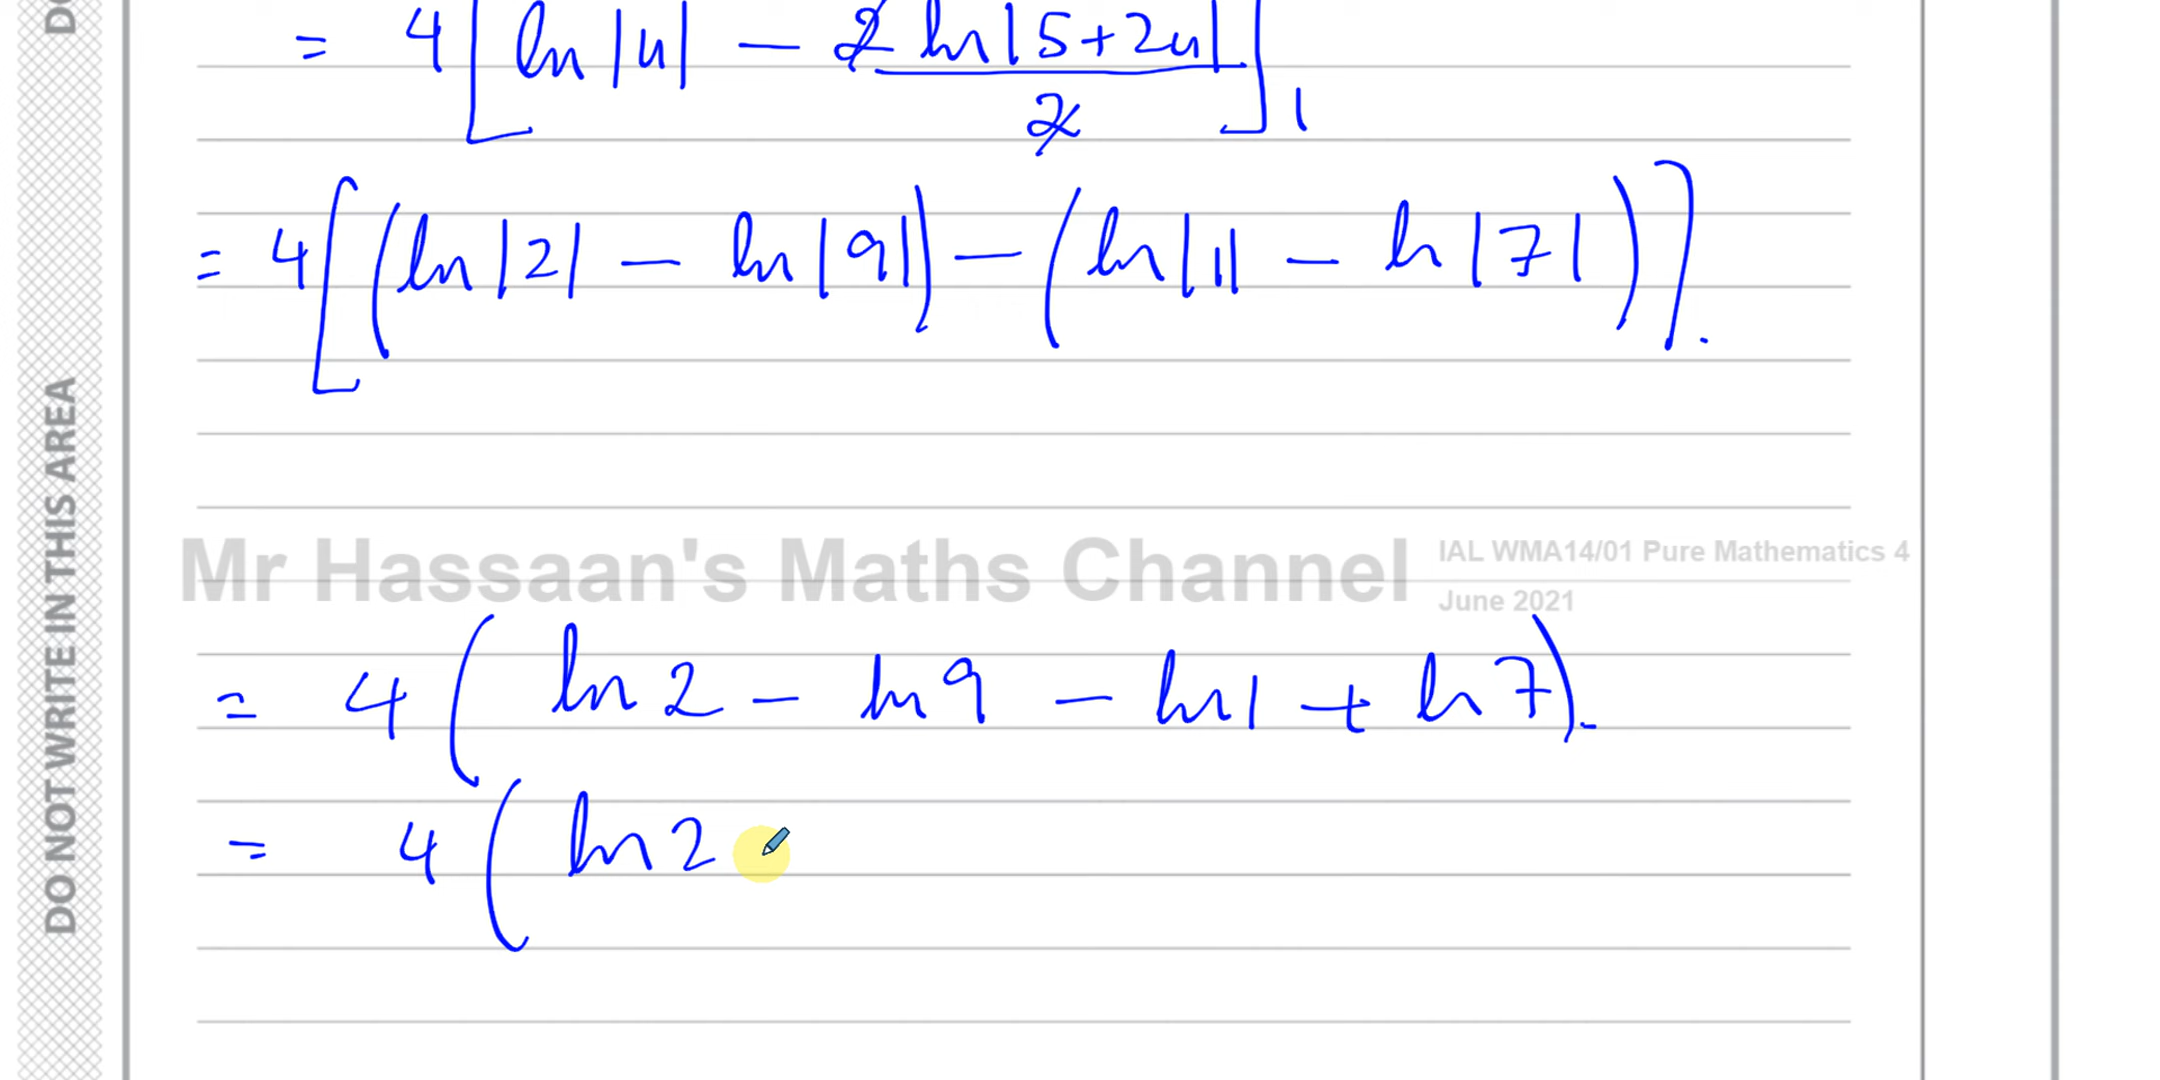 = 4[ln|u| − 2 ln|5+2u| / 2]₁
= 4[(ln|2| − ln|9|) − (ln|1| − ln|7|)].
Mr Hassaan's Maths Channel
IAL WMA14/01 Pure Mathematics 4
June 2021
= 4(ln2 − ln9 − ln1 + ln7).
= 4(ln2
DO NOT WRITE IN THIS AREA